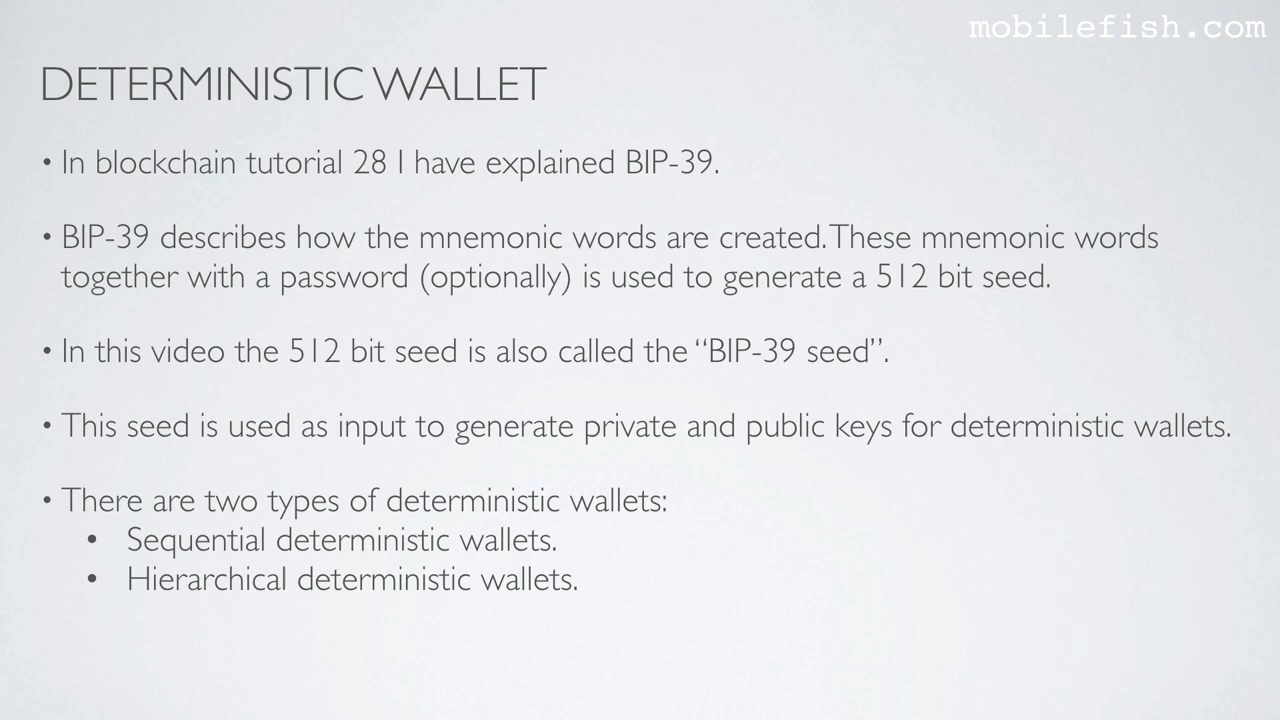 mobilefish.com
DETERMINISTIC WALLET
• In blockchain tutorial 28 I have explained BIP-39.
• BIP-39 describes how the mnemonic words are created. These mnemonic words
together with a password (optionally) is used to generate a 512 bit seed.
• In this video the 512 bit seed is also called the “BIP-39 seed”.
• This seed is used as input to generate private and public keys for deterministic wallets.
• There are two types of deterministic wallets:
• Sequential deterministic wallets.
• Hierarchical deterministic wallets.